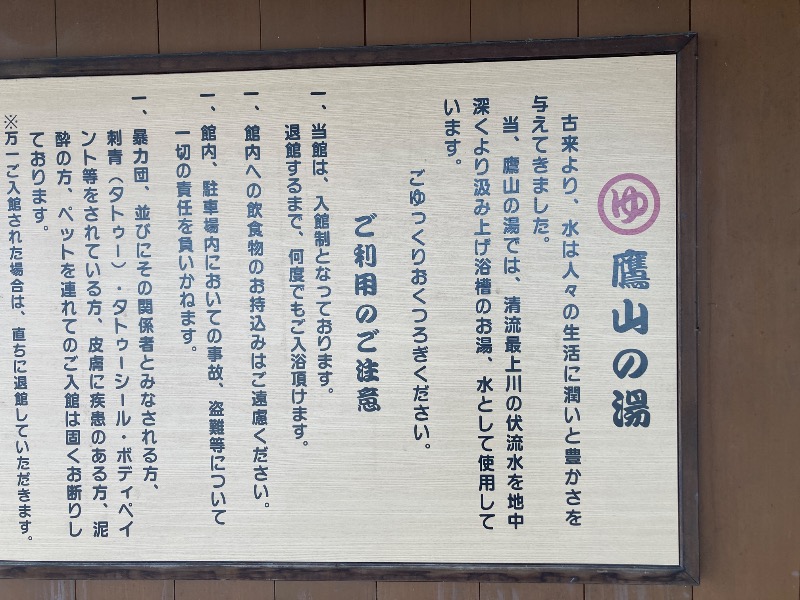 ゆ 鷹山の湯
古来より、水は人々の生活に潤いと豊かさを
与えてきました。
当、鷹山の湯では、清流最上川の伏流水を地中
深くより汲み上げ浴槽のお湯、水として使用して
います。
ごゆっくりおくつろぎください。
ご利用のご注意
一、当館は、入館制となっております。
退館するまで、何度でもご入浴頂けます。
一、館内への飲食物のお持込みはご遠慮ください。
一、館内、駐車場内においての事故、盗難等について
一切の責任を負いかねます。
一、暴力団、並びにその関係者とみなされる方、
刺青（タトゥー）・タトゥーシール・ボディペイ
ント等をされている方、皮膚に疾患のある方、泥
酔の方、ペットを連れてのご入館は固くお断りし
ております。
※万一ご入館された場合は、直ちに退館していただきます。